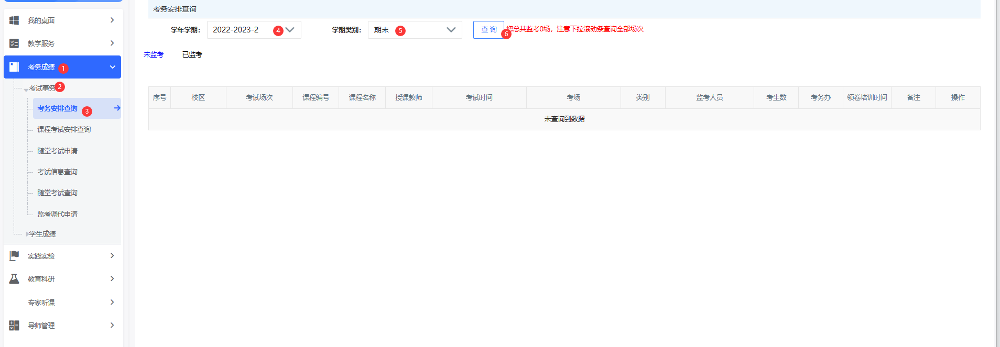 我的桌面
教学服务
考务成绩 1
考试事务 2
考务安排查询 3
课程考试安排查询
随堂考试申请
考试信息查询
随堂考试查询
监考调代申请
学生成绩
实践实验
教育科研
专家听课
导师管理
考务安排查询
学年学期： 2022-2023-2 4 学期类别： 期末 5 查 询 6 您总共监考0场，注意下拉滚动条查询全部场次
未监考 已监考
序号 校区 考试场次 课程编号 课程名称 授课教师 考试时间 考场 类别 监考人员 考生数 考务办 领卷培训时间 备注 操作
未查询到数据